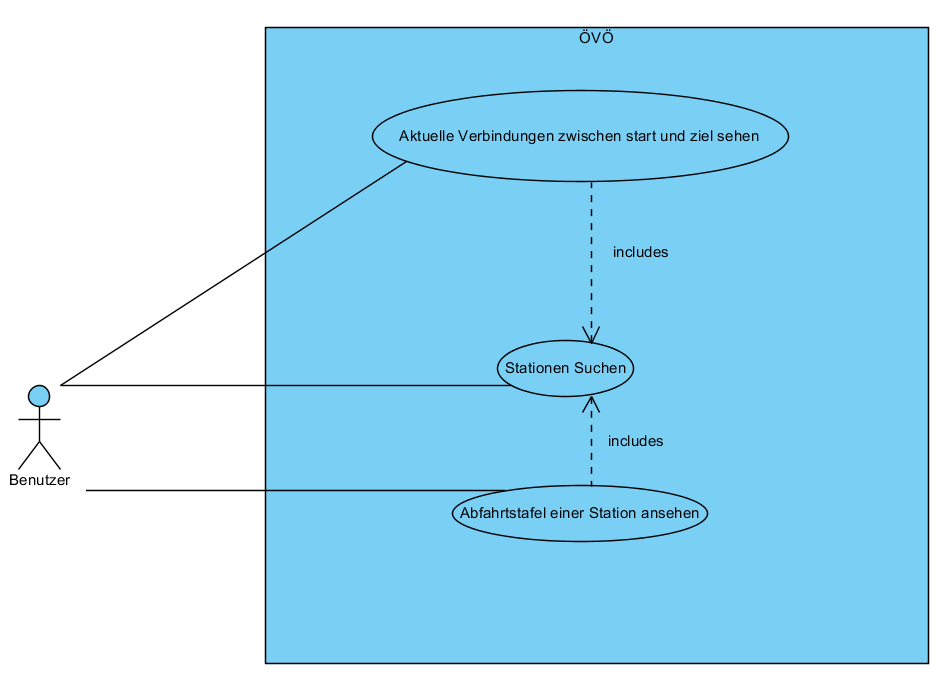 ÖVÖ
Aktuelle Verbindungen zwischen start und ziel sehen
includes
Stationen Suchen
includes
Benutzer
Abfahrtstafel einer Station ansehen